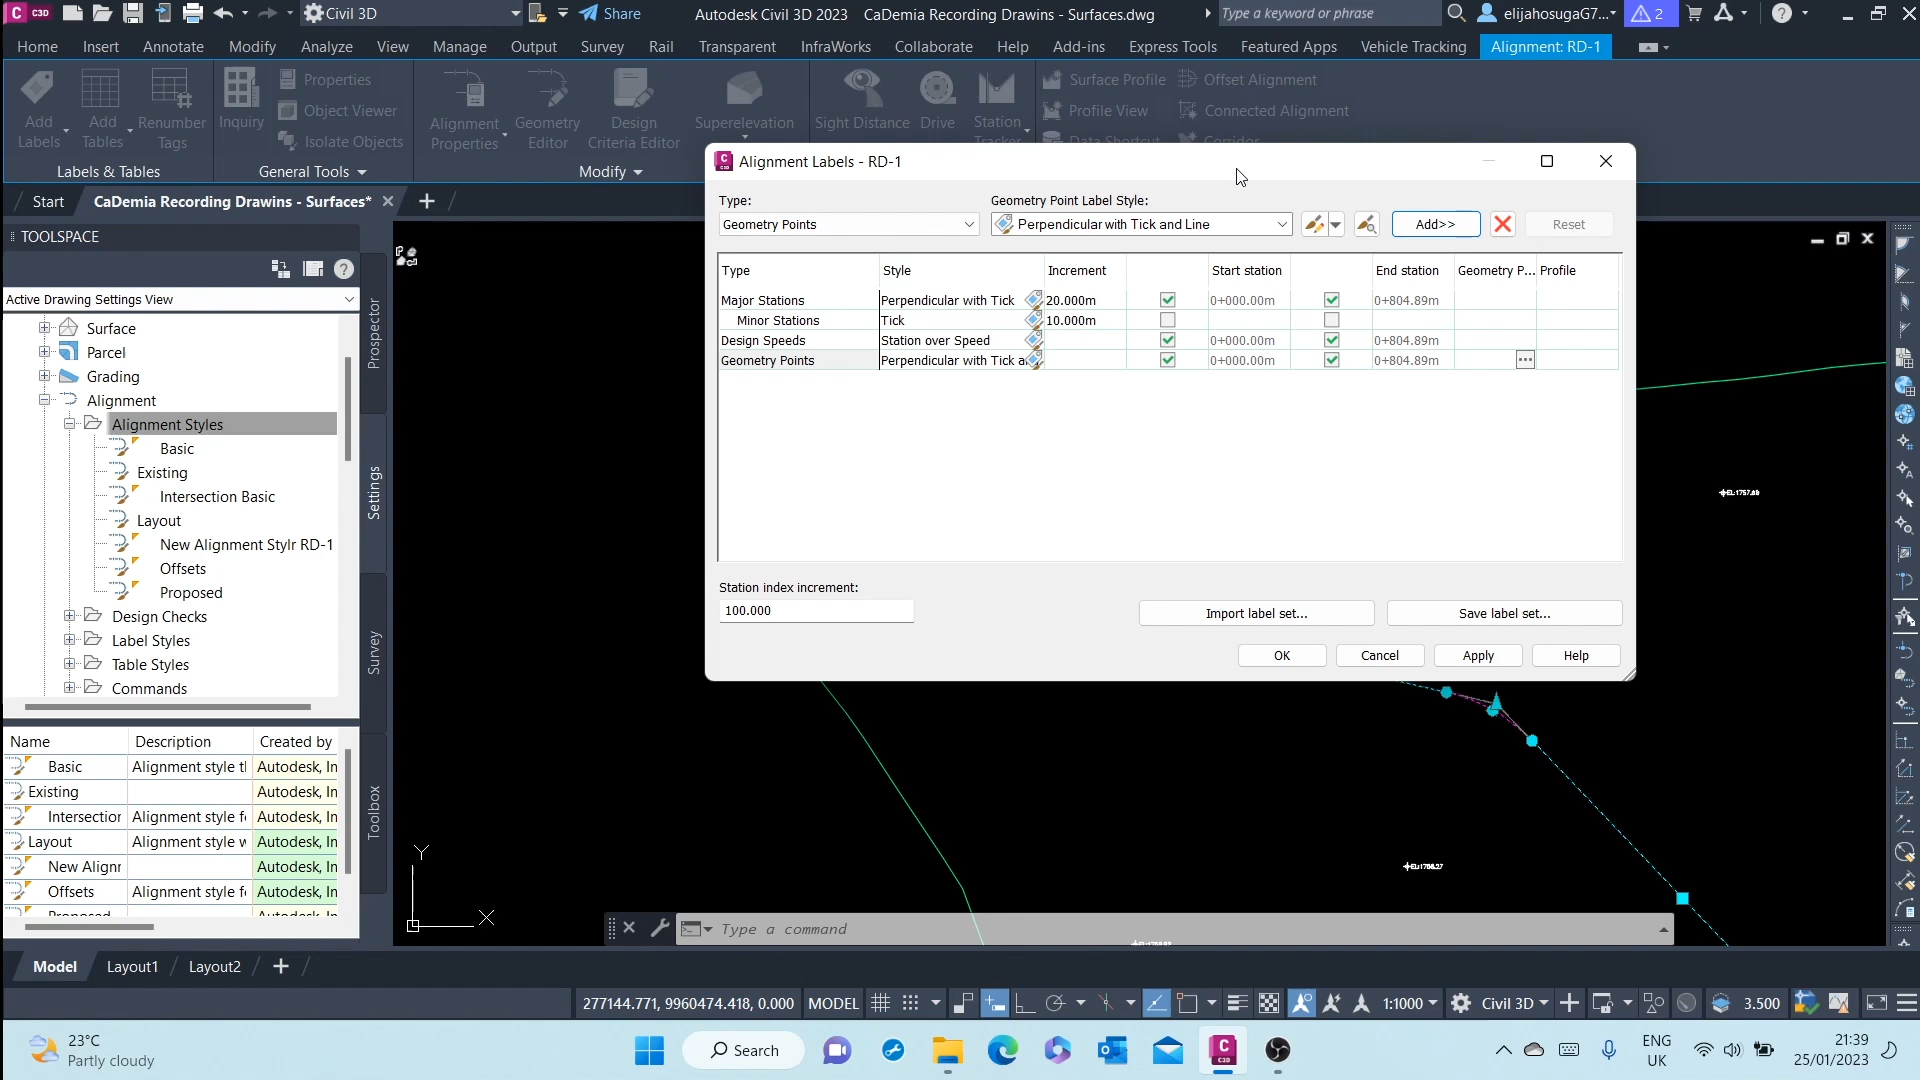 C3D Civil 3D Share Autodesk Civil 3D 2023 CaDemia Recording Drawins - Surfaces.dwg Type a keyword or phrase elijahosugaG7... 2
Home Insert Annotate Modify Analyze View Manage Output Survey Rail Transparent InfraWorks Collaborate Help Add-ins Express Tools Featured Apps Vehicle Tracking Alignment: RD-1
Add Labels
Add Tables
Renumber Tags
Inquiry
Properties
Object Viewer
Isolate Objects
Alignment Properties
Geometry Editor
Design Criteria Editor
Superelevation
Sight Distance
Drive
Station Tracker
Surface Profile
Profile View
Data Shortcut
Offset Alignment
Connected Alignment
Corridor
Labels & Tables General Tools Modify
Start CaDemia Recording Drawins - Surfaces*
TOOLSPACE
Active Drawing Settings View
Surface
Parcel
Grading
Alignment
Alignment Styles
Basic
Existing
Intersection Basic
Layout
New Alignment Stylr RD-1
Offsets
Proposed
Design Checks
Label Styles
Table Styles
Commands
Prospector
Settings
Survey
Toolbox
Name Description Created by
Basic Alignment style tl Autodesk, In
Existing Autodesk, In
Intersection Alignment style fo Autodesk, In
Layout Alignment style w Autodesk, In
New Alignr Autodesk, In
Offsets Alignment style fo Autodesk, In
Proposed Autodesk, In
Alignment Labels - RD-1
Type: Geometry Point Label Style:
Geometry Points Perpendicular with Tick and Line Add>> Reset
Type Style Increment Start station End station Geometry P... Profile
Major Stations Perpendicular with Tick 20.000m 0+000.00m 0+804.89m
Minor Stations Tick 10.000m
Design Speeds Station over Speed 0+000.00m 0+804.89m
Geometry Points Perpendicular with Tick a 0+000.00m 0+804.89m
Station index increment:
100.000 Import label set... Save label set...
OK Cancel Apply Help
Y
X
Type a command
Model Layout1 Layout2
277144.771, 9960474.418, 0.000 MODEL 1:1000 Civil 3D 3.500
23°C
Partly cloudy
Search
ENG
UK
21:39
25/01/2023